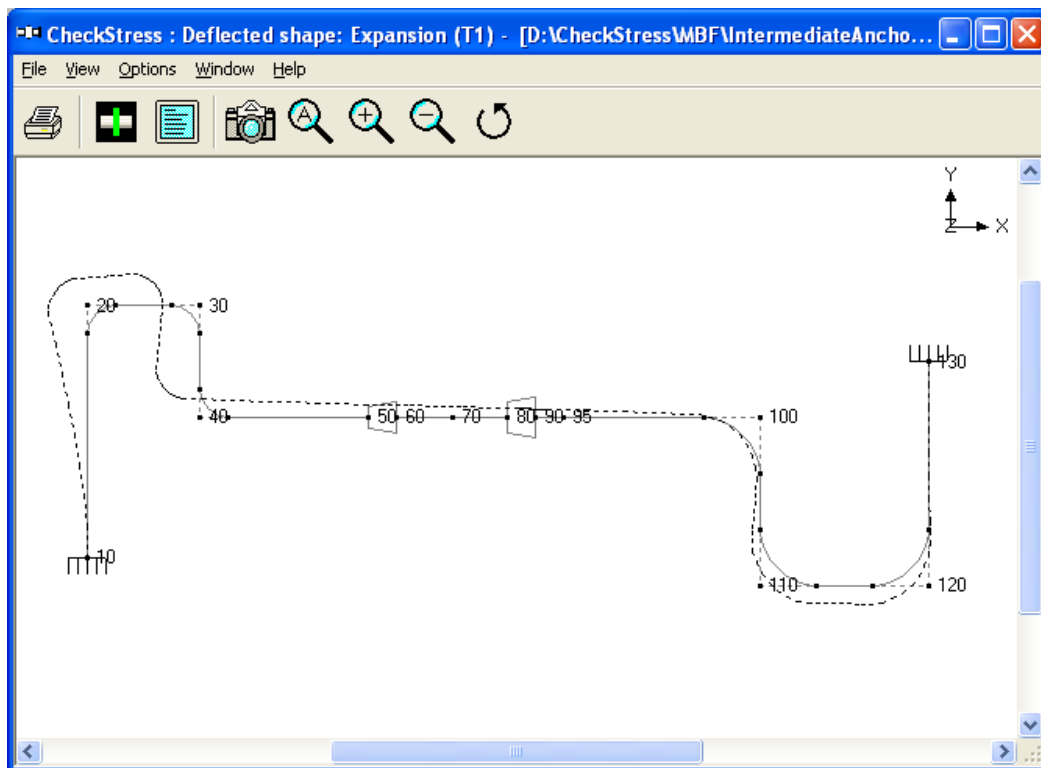 CheckStress : Deflected shape: Expansion (T1) - [D:\CheckStress\MBF\IntermediateAncho...
File View Options Window Help
A
Y
Z X
20 30
130
40 50 60 70 80 90 95 100
10
110 120